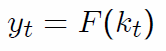 y_t = F(k_t)